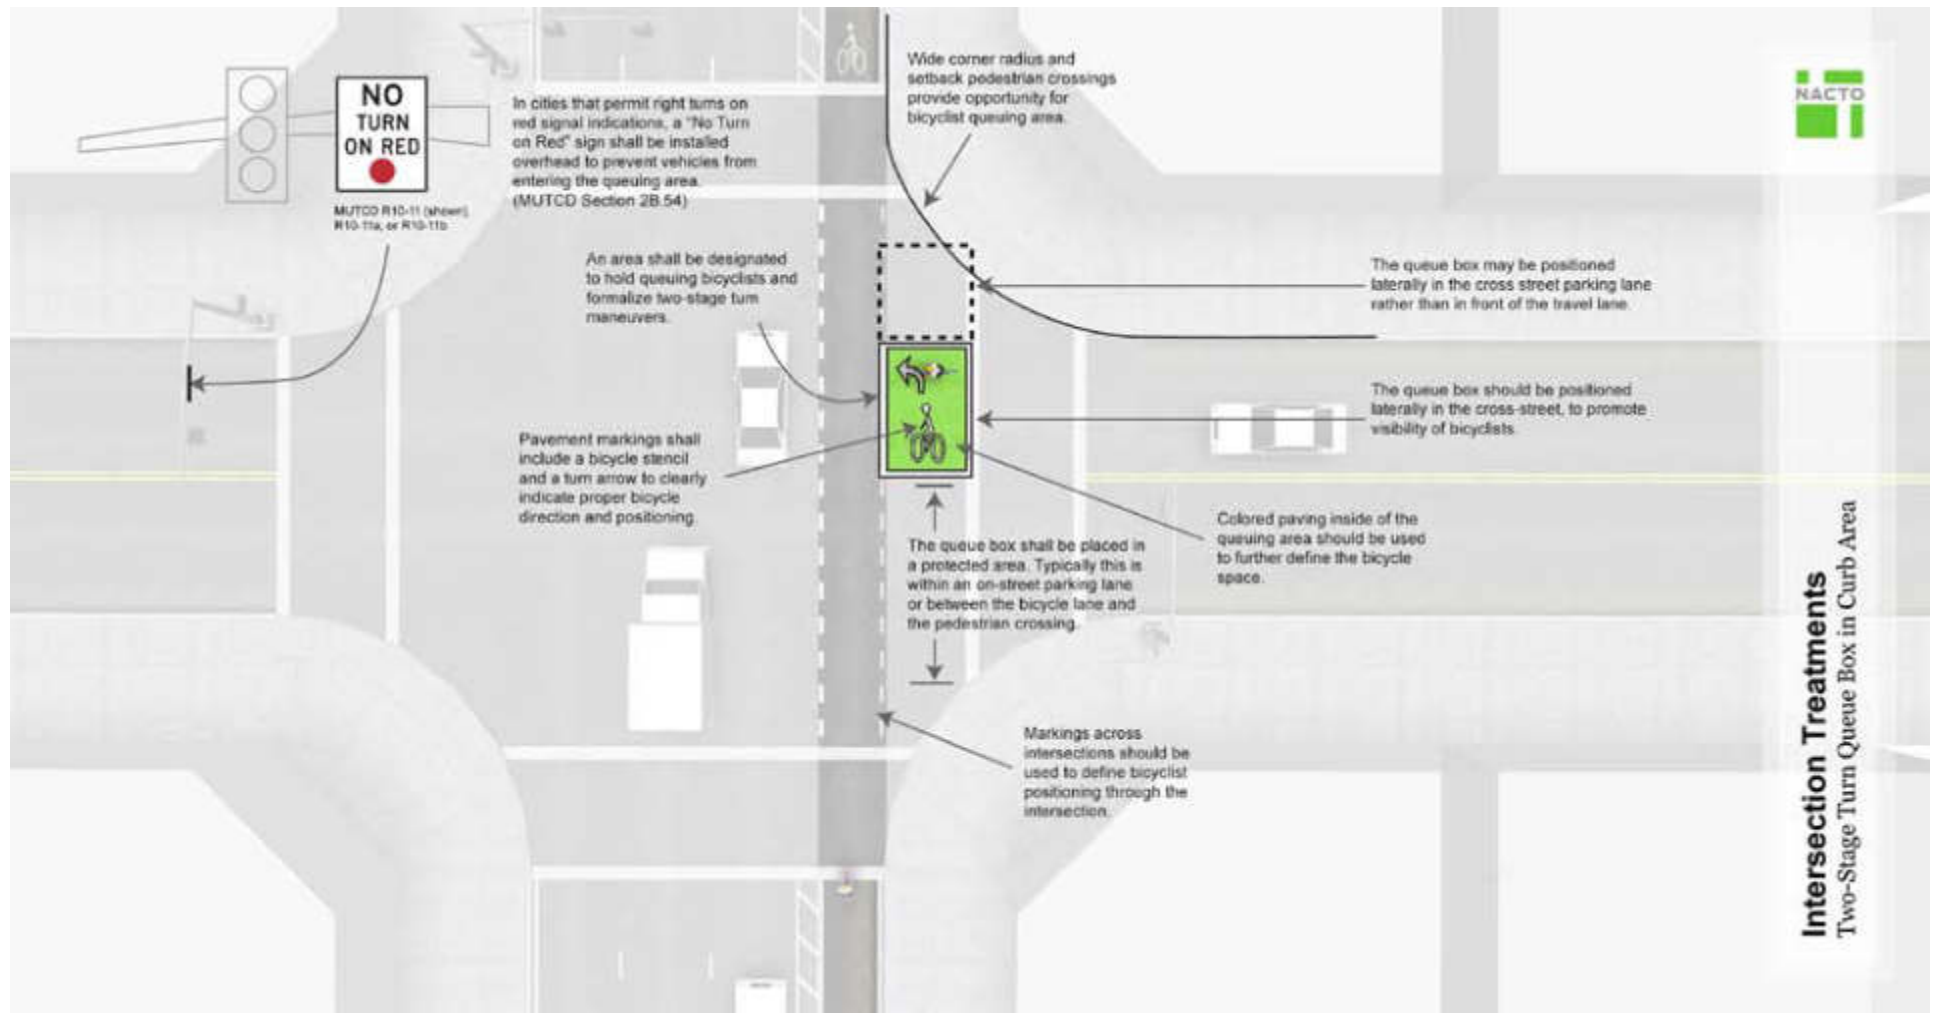 NO
TURN
ON RED
MUTCD R10-11 (shown),
R10-11a, or R10-11b
In cities that permit right turns on
red signal indications, a "No Turn
on Red" sign shall be installed
overhead to prevent vehicles from
entering the queuing area.
(MUTCD Section 2B.54)
Wide corner radius and
setback pedestrian crossings
provide opportunity for
bicyclist queuing area.
NACTO
An area shall be designated
to hold queuing bicyclists and
formalize two-stage turn
maneuvers.
The queue box may be positioned
laterally in the cross street parking lane
rather than in front of the travel lane.
The queue box should be positioned
laterally in the cross-street, to promote
visibility of bicyclists.
Pavement markings shall
include a bicycle stencil
and a turn arrow to clearly
indicate proper bicycle
direction and positioning.
Colored paving inside of the
queuing area should be used
to further define the bicycle
space.
The queue box shall be placed in
a protected area. Typically this is
within an on-street parking lane
or between the bicycle lane and
the pedestrian crossing.
Markings across
intersections should be
used to define bicyclist
positioning through the
intersection.
Intersection Treatments
Two-Stage Turn Queue Box in Curb Area